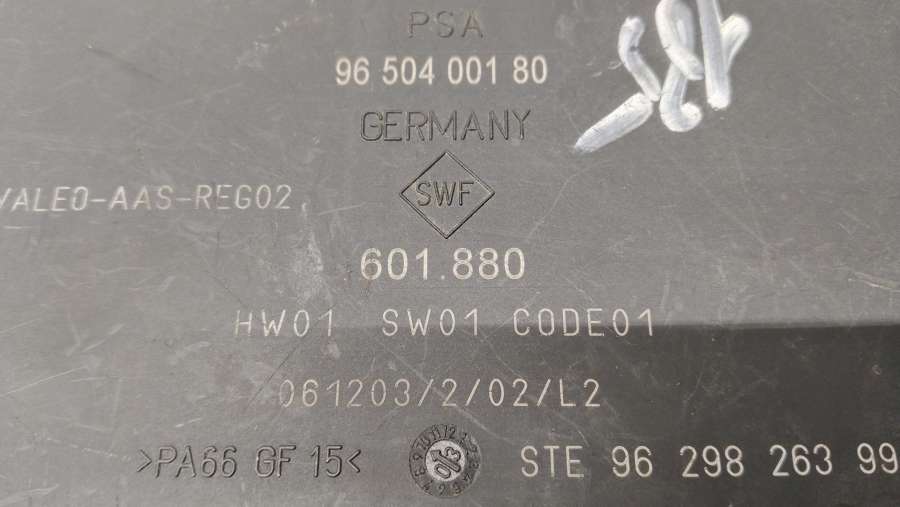 PSA
96 504 001 80
GERMANY
SWF
VALEO-AAS-REG02
601.880
HW01 SW01 CODE01
061203/2/02/L2
>PA66 GF 15<
STE 96 298 263 99